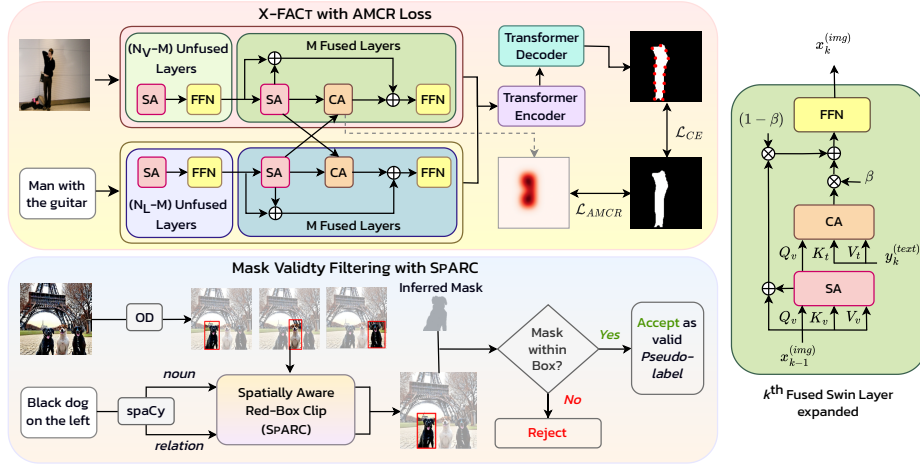 X-FACT with AMCR Loss
(N_V-M) Unfused
Layers
SA
FFN
M Fused Layers
SA
CA
FFN
Transformer
Decoder
Transformer
Encoder
L_CE
Man with
the guitar
SA
FFN
(N_L-M) Unfused
Layers
SA
CA
FFN
M Fused Layers
L_AMCR
Mask Validty Filtering with SPARC
OD
Inferred Mask
Black dog
on the left
spaCy
noun
relation
Spatially Aware
Red-Box Clip
(SPARC)
Mask
within
Box?
Yes
No
Reject
Accept as
valid
Pseudo-
label
x_k^(img)
FFN
(1 − β)
β
CA
Q_v K_t V_t
y_k^(text)
SA
Q_v K_v V_v
x_{k-1}^(img)
k^th Fused Swin Layer
expanded